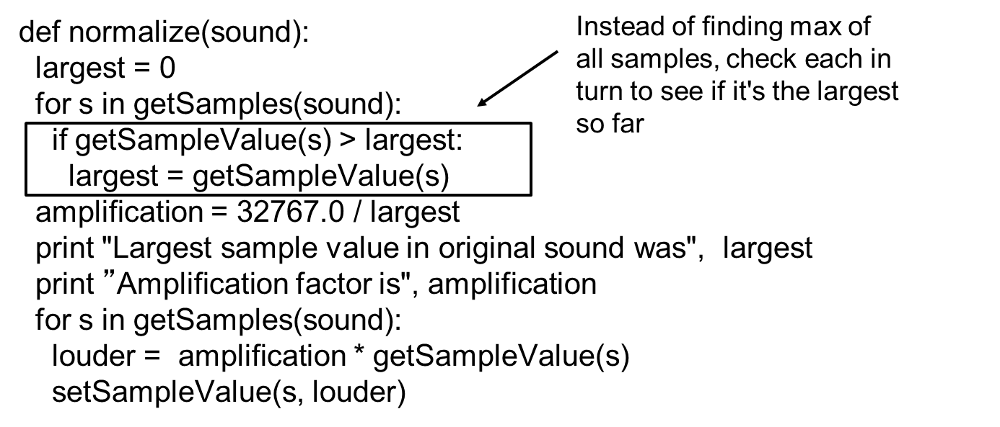 def normalize(sound):
largest = 0
for s in getSamples(sound):
if getSampleValue(s) > largest:
largest = getSampleValue(s)
amplification = 32767.0 / largest
print "Largest sample value in original sound was", largest
print ”Amplification factor is", amplification
for s in getSamples(sound):
louder = amplification * getSampleValue(s)
setSampleValue(s, louder)
Instead of finding max of
all samples, check each in
turn to see if it's the largest
so far